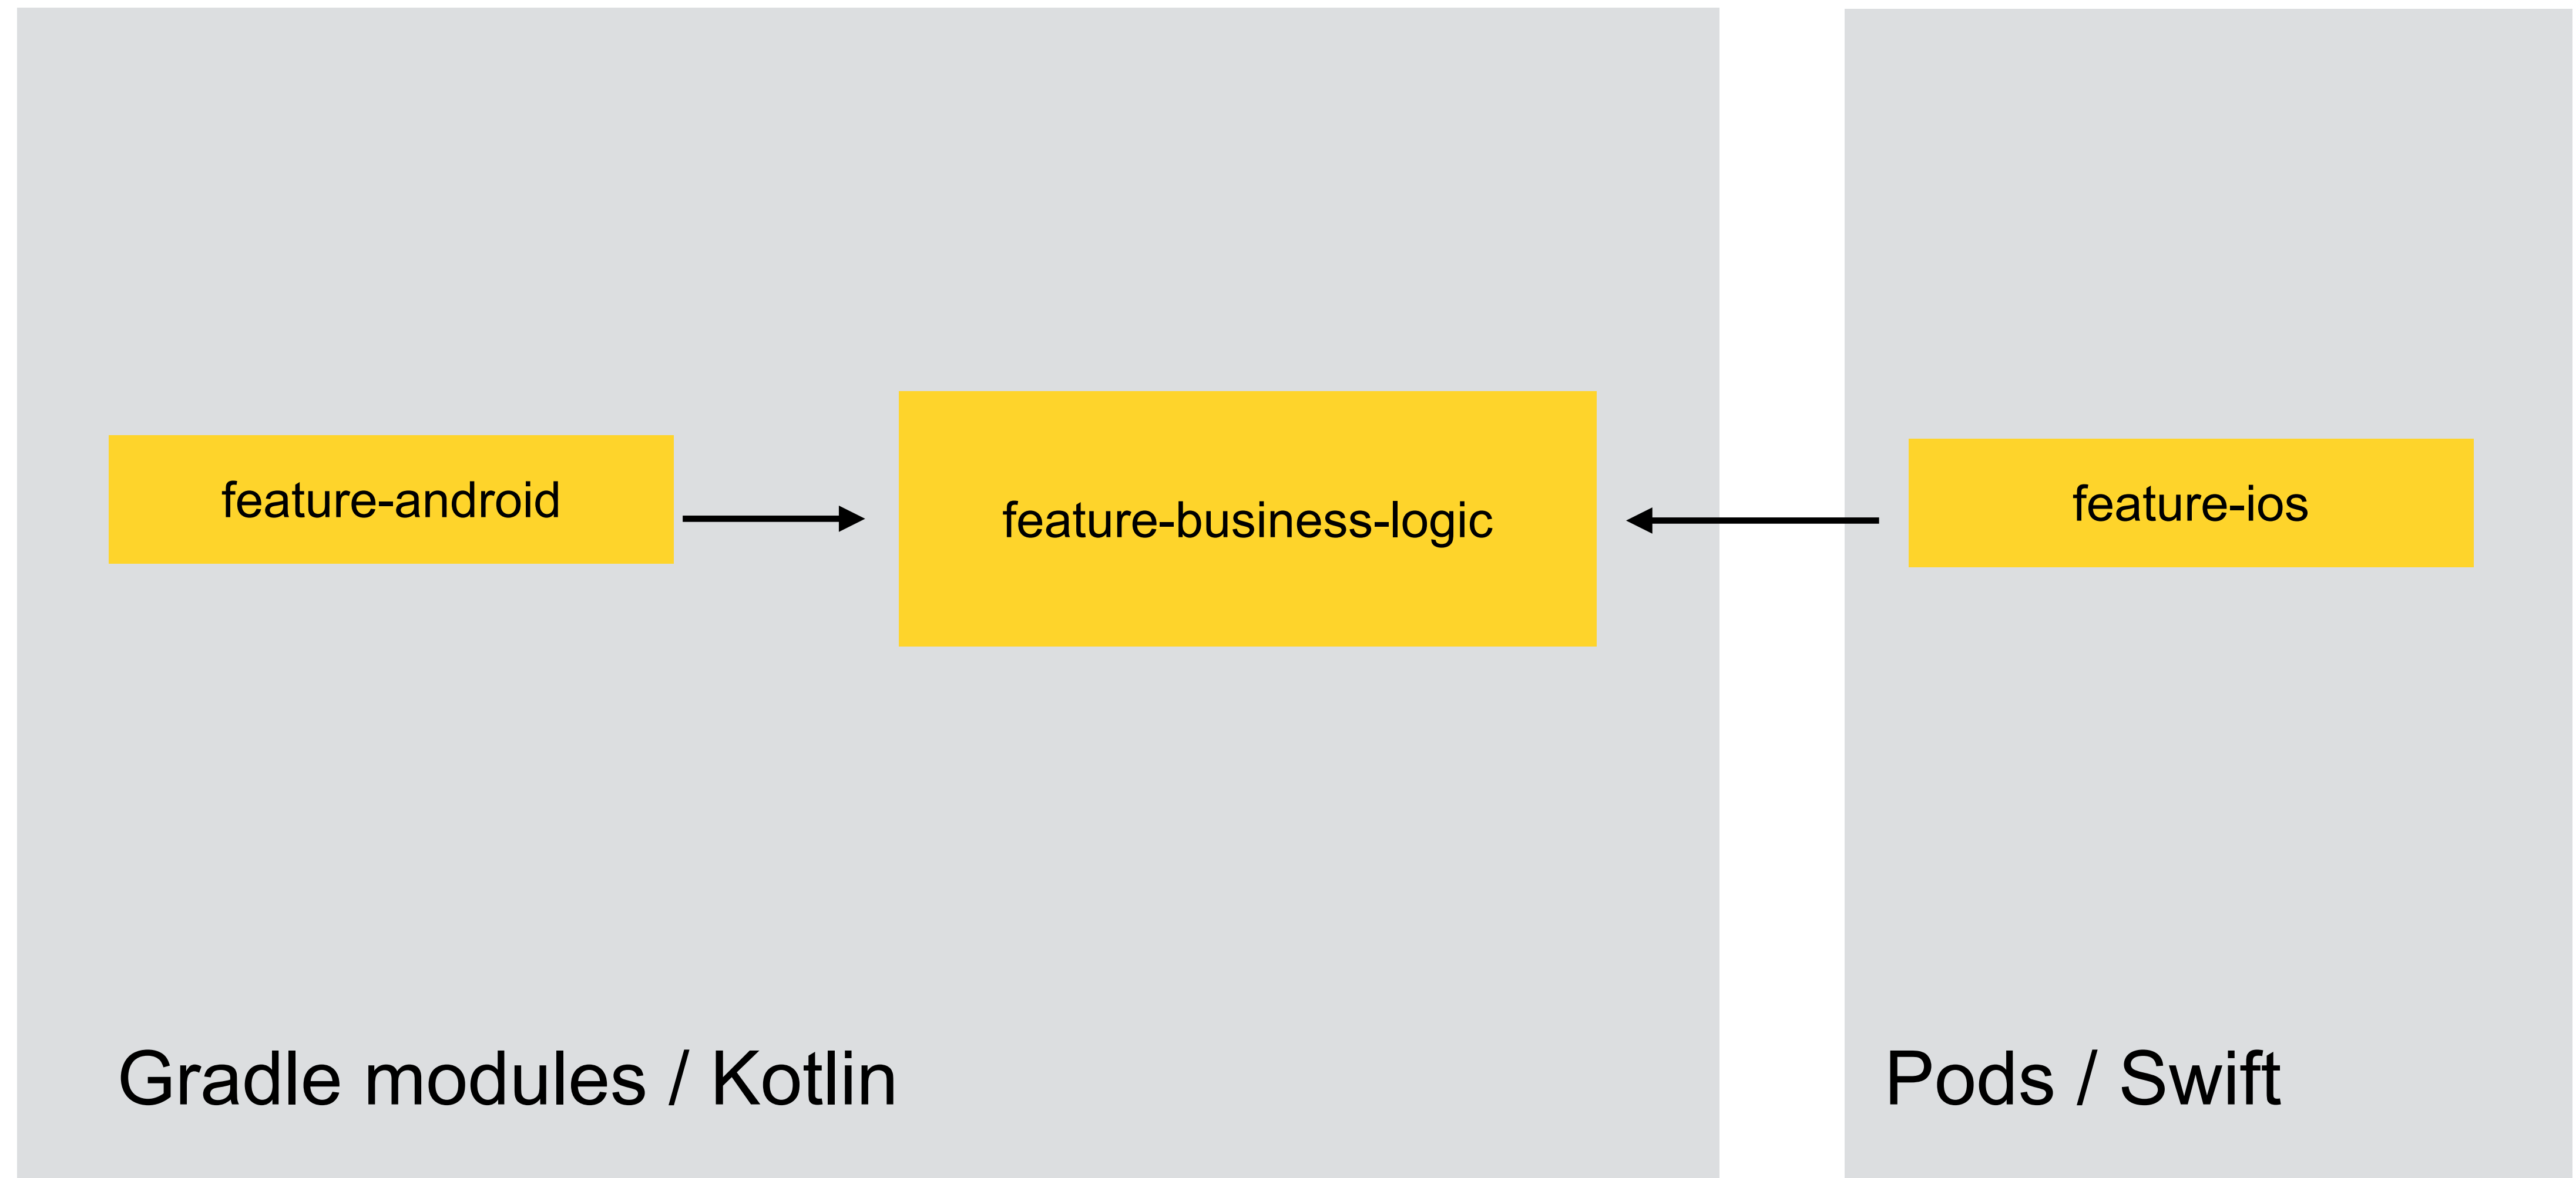 feature-android
feature-business-logic
feature-ios
Gradle modules / Kotlin
Pods / Swift